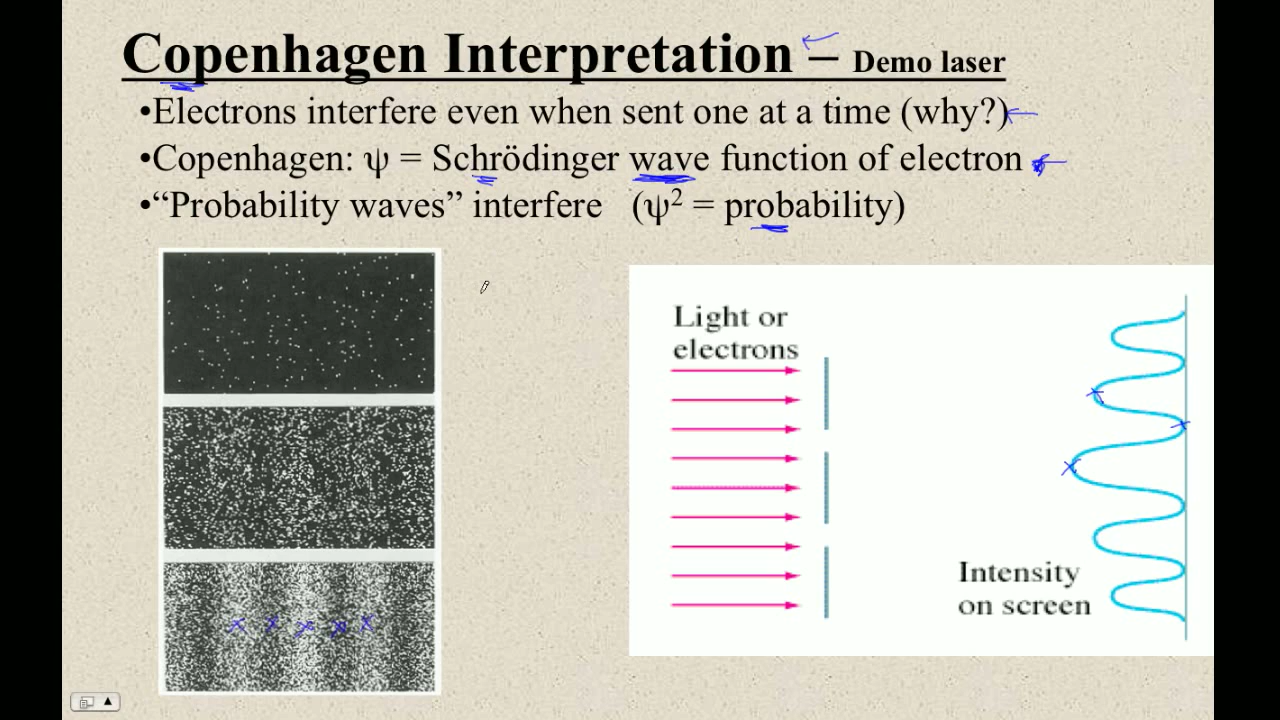 Copenhagen Interpretation – Demo laser
•Electrons interfere even when sent one at a time (why?)
•Copenhagen: ψ = Schrödinger wave function of electron
•“Probability waves” interfere (ψ² = probability)
Light or
electrons
Intensity
on screen